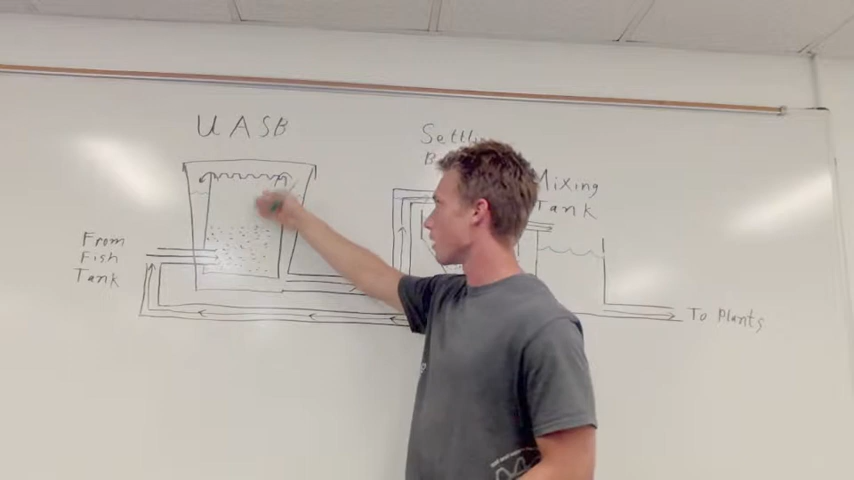 UASB
Mixing
Tank
From
Fish
Tank
To Plants